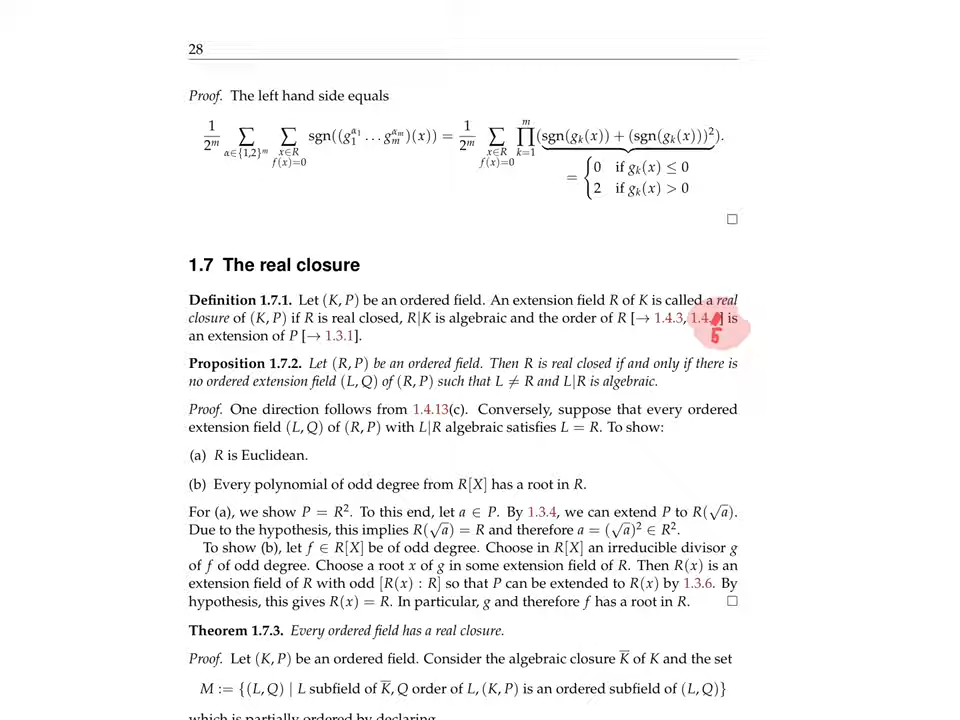 28
Proof. The left hand side equals
1/2^m ∑_{α∈{1,2}^m} ∑_{x∈R f(x)=0} sgn((g_1^{α_1} … g_m^{α_m})(x)) = 1/2^m ∑_{x∈R f(x)=0} ∏_{k=1}^m (sgn(g_k(x)) + (sgn(g_k(x)))^2).
= { 0 if g_k(x) ≤ 0
2 if g_k(x) > 0
□
1.7 The real closure
Definition 1.7.1. Let (K, P) be an ordered field. An extension field R of K is called a real
closure of (K, P) if R is real closed, R|K is algebraic and the order of R [→ 1.4.3, 1.4.] is
5
an extension of P [→ 1.3.1].
Proposition 1.7.2. Let (R, P) be an ordered field. Then R is real closed if and only if there is
no ordered extension field (L, Q) of (R, P) such that L ≠ R and L|R is algebraic.
Proof. One direction follows from 1.4.13(c). Conversely, suppose that every ordered
extension field (L, Q) of (R, P) with L|R algebraic satisfies L = R. To show:
(a) R is Euclidean.
(b) Every polynomial of odd degree from R[X] has a root in R.
For (a), we show P = R². To this end, let a ∈ P. By 1.3.4, we can extend P to R(√a).
Due to the hypothesis, this implies R(√a) = R and therefore a = (√a)² ∈ R².
To show (b), let f ∈ R[X] be of odd degree. Choose in R[X] an irreducible divisor g
of f of odd degree. Choose a root x of g in some extension field of R. Then R(x) is an
extension field of R with odd [R(x) : R] so that P can be extended to R(x) by 1.3.6. By
hypothesis, this gives R(x) = R. In particular, g and therefore f has a root in R. □
Theorem 1.7.3. Every ordered field has a real closure.
Proof. Let (K, P) be an ordered field. Consider the algebraic closure K̅ of K and the set
M := {(L, Q) | L subfield of K̅, Q order of L, (K, P) is an ordered subfield of (L, Q)}
which is partially ordered by declaring